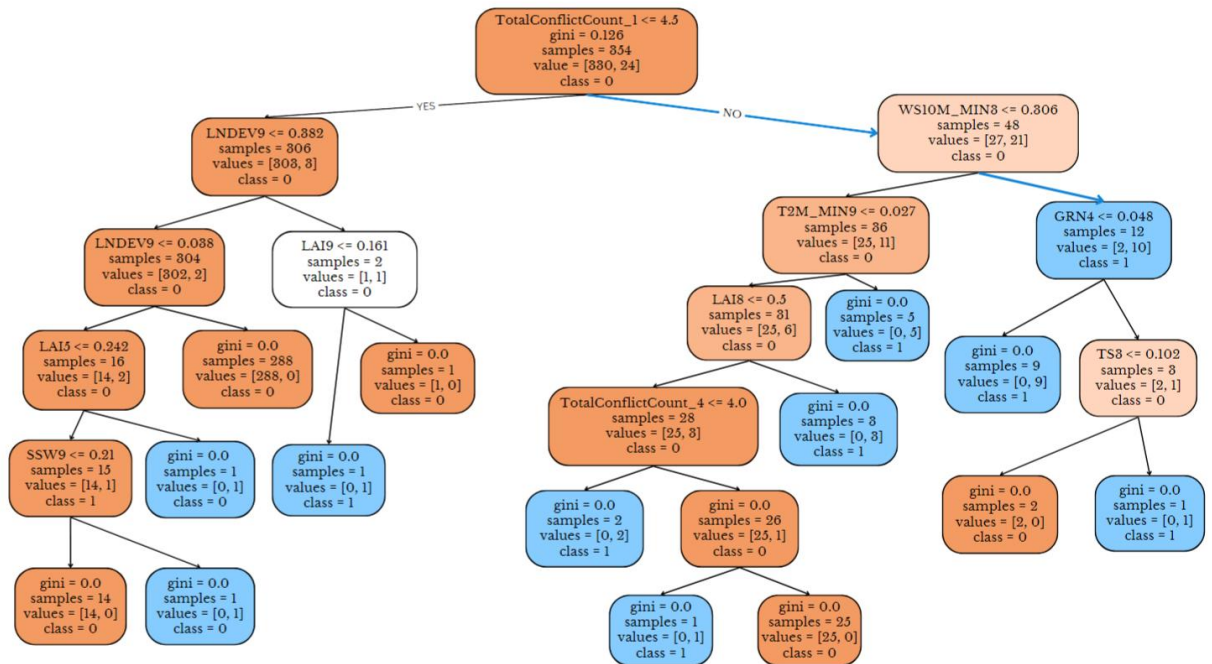 TotalConflictCount_1 <= 4.5
gini = 0.126
samples = 354
value = [330, 24]
class = 0
YES
NO
LNDEV9 <= 0.382
samples = 306
values = [303, 3]
class = 0
WS10M_MIN3 <= 0.306
samples = 48
values = [27, 21]
class = 0
LNDEV9 <= 0.038
samples = 304
values = [302, 2]
class = 0
LAI9 <= 0.161
samples = 2
values = [1, 1]
class = 0
T2M_MIN9 <= 0.027
samples = 36
values = [25, 11]
class = 0
GRN4 <= 0.048
samples = 12
values = [2, 10]
class = 1
LAI5 <= 0.242
samples = 16
values = [14, 2]
class = 0
gini = 0.0
samples = 288
values = [288, 0]
class = 0
gini = 0.0
samples = 1
values = [1, 0]
class = 0
LAI8 <= 0.5
samples = 31
values = [25, 6]
class = 0
gini = 0.0
samples = 5
values = [0, 5]
class = 1
gini = 0.0
samples = 9
values = [0, 9]
class = 1
TS3 <= 0.102
samples = 3
values = [2, 1]
class = 0
SSW9 <= 0.21
samples = 15
values = [14, 1]
class = 1
gini = 0.0
samples = 1
values = [0, 1]
class = 0
gini = 0.0
samples = 1
values = [0, 1]
class = 1
TotalConflictCount_4 <= 4.0
samples = 28
values = [25, 3]
class = 0
gini = 0.0
samples = 3
values = [0, 3]
class = 1
gini = 0.0
samples = 2
values = [0, 2]
class = 1
gini = 0.0
samples = 26
values = [25, 1]
class = 0
gini = 0.0
samples = 2
values = [2, 0]
class = 0
gini = 0.0
samples = 1
values = [0, 1]
class = 1
gini = 0.0
samples = 14
values = [14, 0]
class = 0
gini = 0.0
samples = 1
values = [0, 1]
class = 0
gini = 0.0
samples = 1
values = [0, 1]
class = 1
gini = 0.0
samples = 25
values = [25, 0]
class = 0